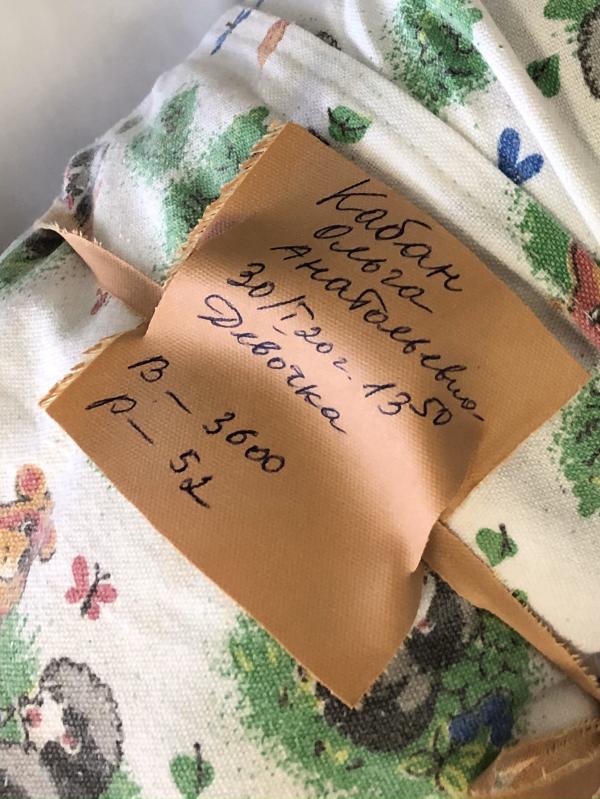 Кабан
Ольга
Анатольевна
30/I-20г. 1350
Девочка
В – 3600
Р – 52